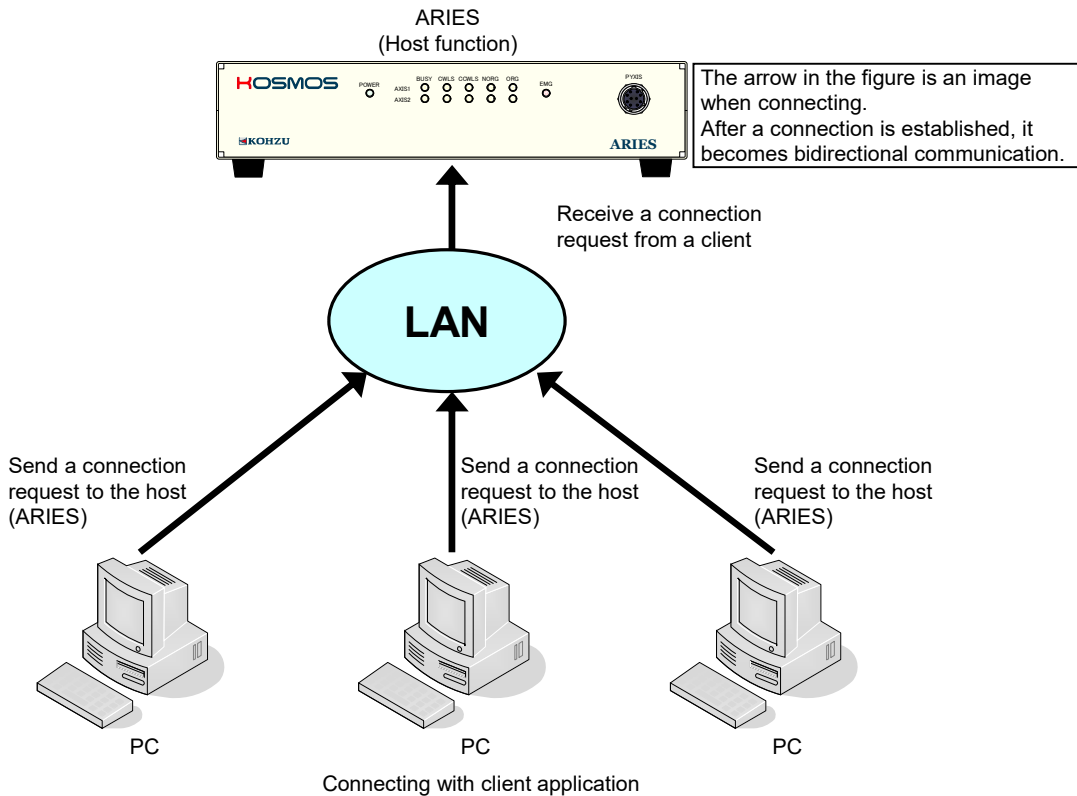 ARIES
(Host function)
KOSMOS
POWER
BUSY CWLS CCWLS NORG ORG
AXIS1
AXIS2
EMG
PYXIS
KOHZU
ARIES
The arrow in the figure is an image
when connecting.
After a connection is established, it
becomes bidirectional communication.
Receive a connection
request from a client
LAN
Send a connection
request to the host
(ARIES)
Send a connection
request to the host
(ARIES)
Send a connection
request to the host
(ARIES)
PC
PC
PC
Connecting with client application